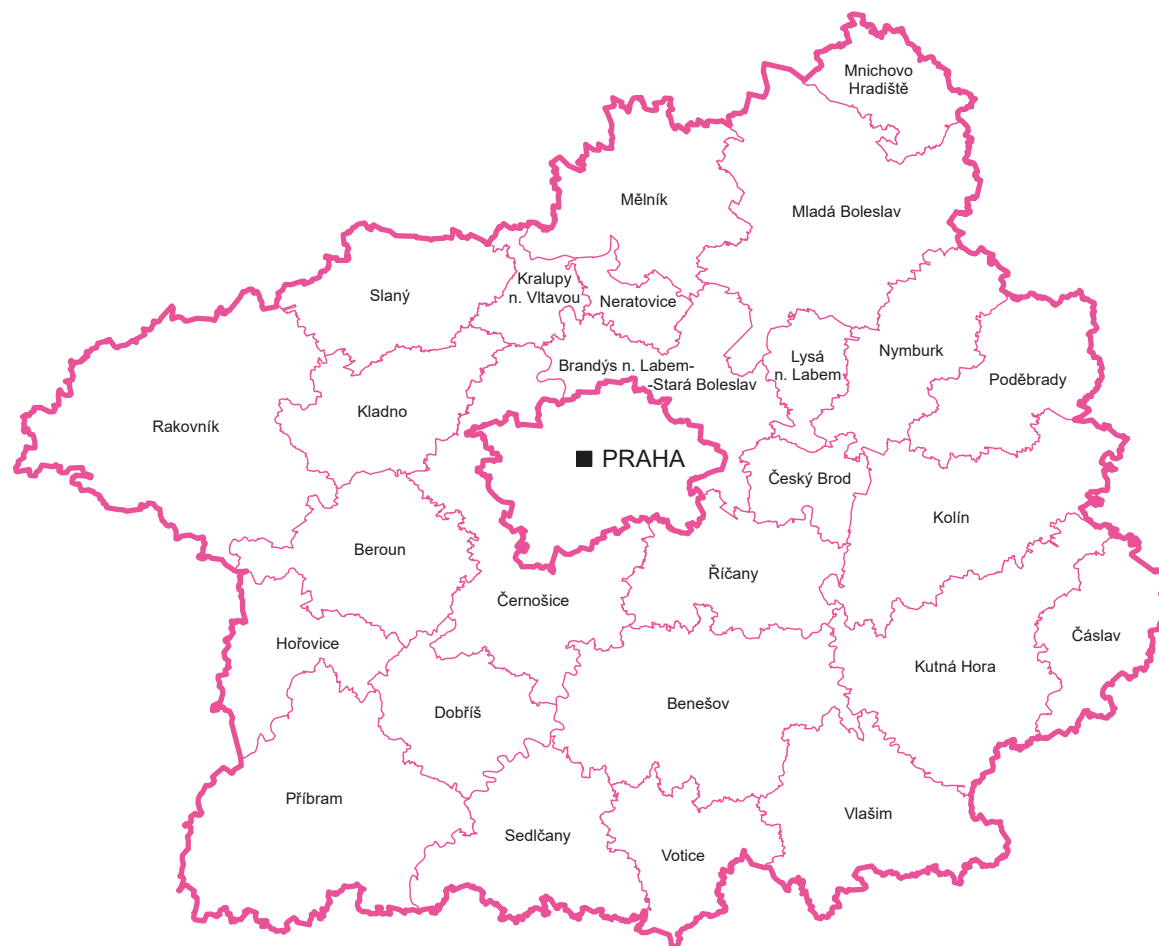 Mnichovo
Hradiště
Mělník
Mladá Boleslav
Slaný
Kralupy
n. Vltavou
Neratovice
Nymburk
Lysá
n. Labem
Poděbrady
Brandýs n. Labem-
-Stará Boleslav
Kladno
Rakovník
PRAHA
Český Brod
Kolín
Beroun
Říčany
Černošice
Hořovice
Čáslav
Kutná Hora
Benešov
Dobříš
Příbram
Vlašim
Sedlčany
Votice